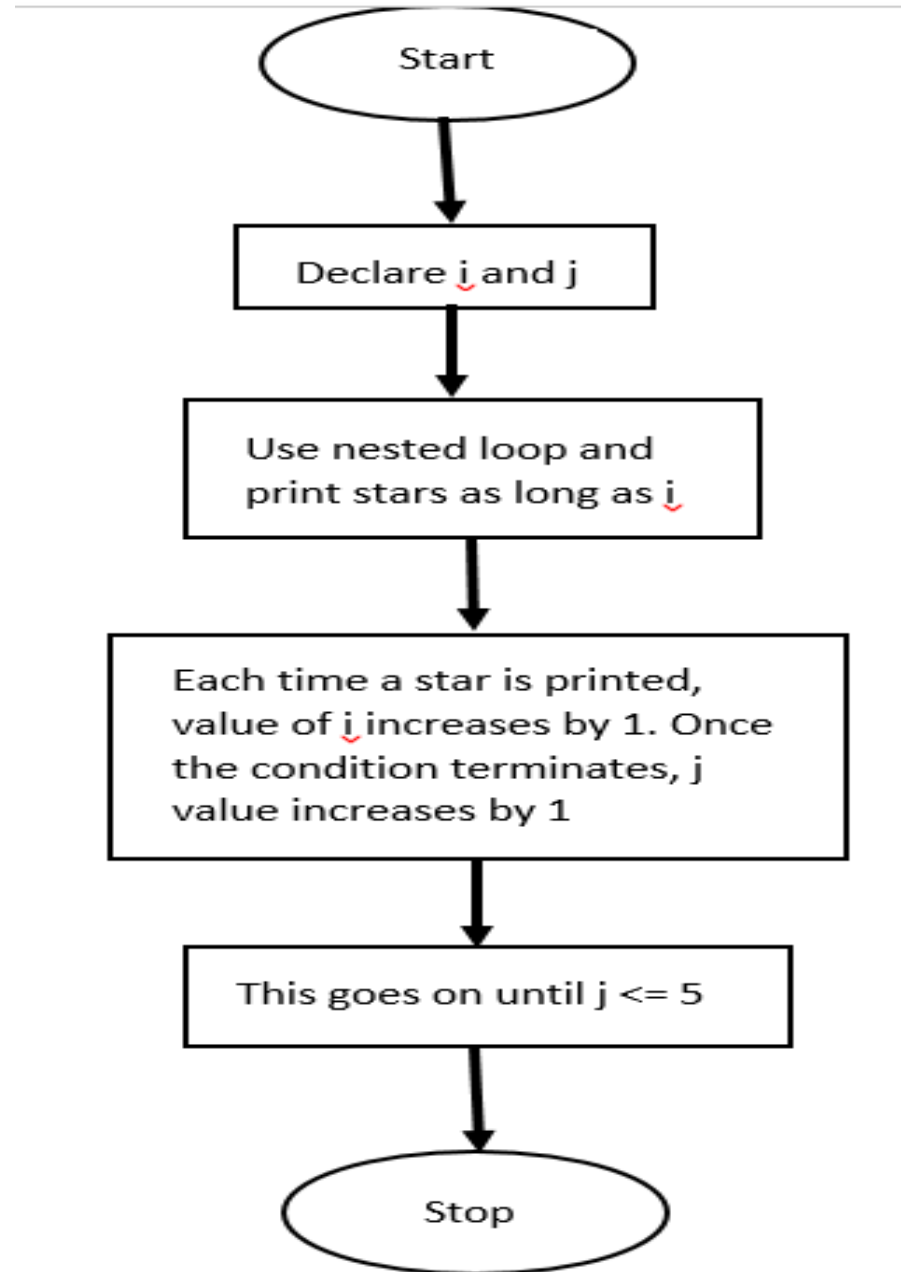 Start
Declare i and j
Use nested loop and
print stars as long as i
Each time a star is printed,
value of i increases by 1. Once
the condition terminates, j
value increases by 1
This goes on until j <= 5
Stop